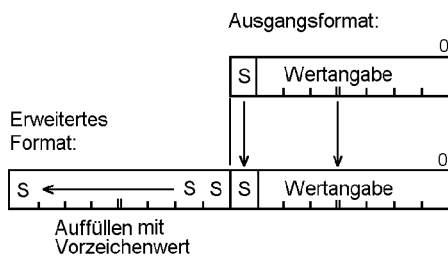 Ausgangsformat:
0
S Wertangabe
Erweitertes
Format:
0
S S S S Wertangabe
Auffüllen mit
Vorzeichenwert